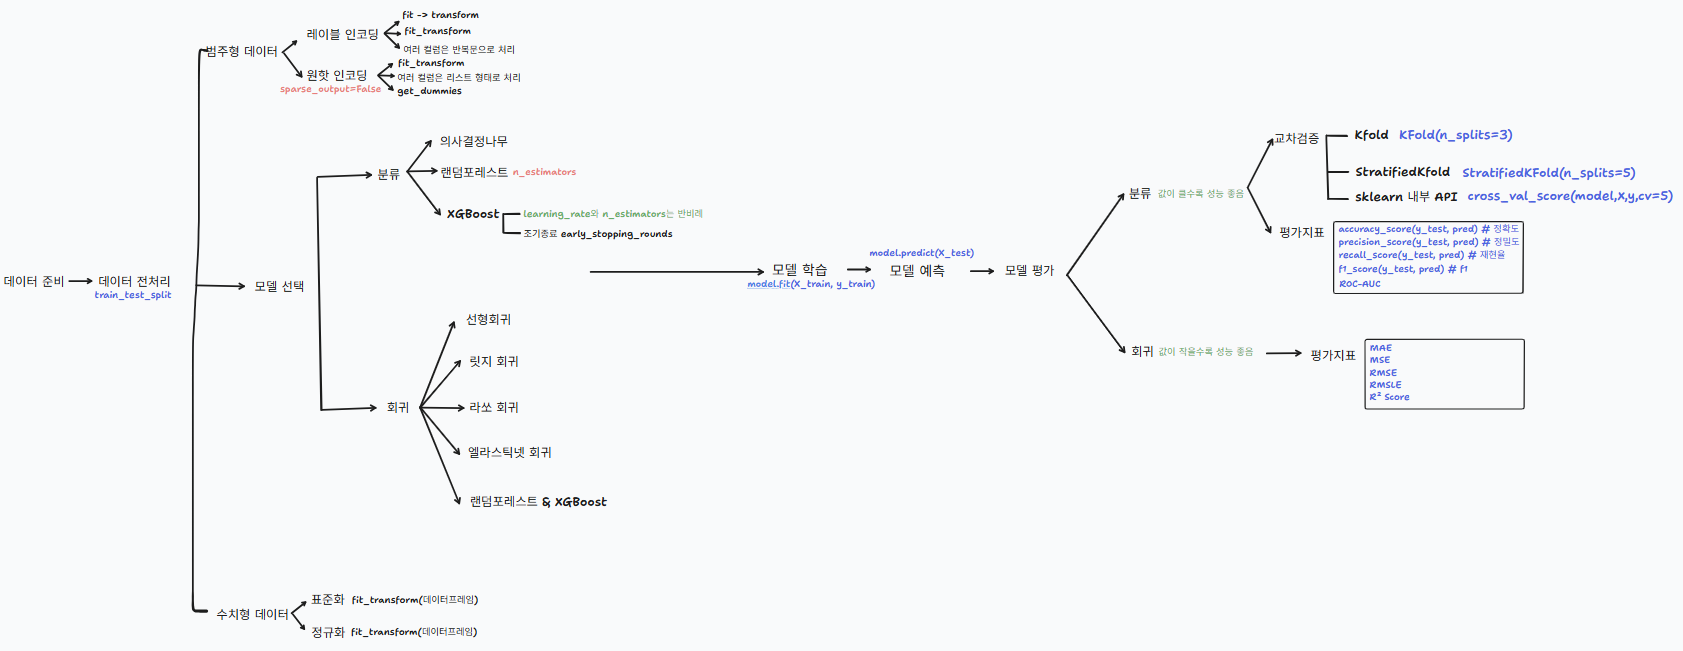 데이터 준비
데이터 전처리
train_test_split
범주형 데이터
레이블 인코딩
fit -> transform
fit_transform
여러 컬럼은 반복문으로 처리
원핫 인코딩
sparse_output=False
fit_transform
여러 컬럼은 리스트 형태로 처리
get_dummies
모델 선택
분류
의사결정나무
랜덤포레스트 n_estimators
XGBoost
learning_rate와 n_estimators는 반비례
조기종료 early_stopping_rounds
회귀
선형회귀
릿지 회귀
라쏘 회귀
엘라스틱넷 회귀
랜덤포레스트 & XGBoost
수치형 데이터
표준화 fit_transform(데이터프레임)
정규화 fit_transform(데이터프레임)
모델 학습
model.fit(X_train, y_train)
model.predict(X_test)
모델 예측
모델 평가
분류 값이 클수록 성능 좋음
교차검증
Kfold KFold(n_splits=3)
StratifiedKfold StratifiedKFold(n_splits=5)
sklearn 내부 API cross_val_score(model,X,y,cv=5)
평가지표
accuracy_score(y_test, pred) # 정확도
precision_score(y_test, pred) # 정밀도
recall_score(y_test, pred) # 재현율
f1_score(y_test, pred) # f1
ROC-AUC
회귀 값이 작을수록 성능 좋음
평가지표
MAE
MSE
RMSE
RMSLE
R² Score